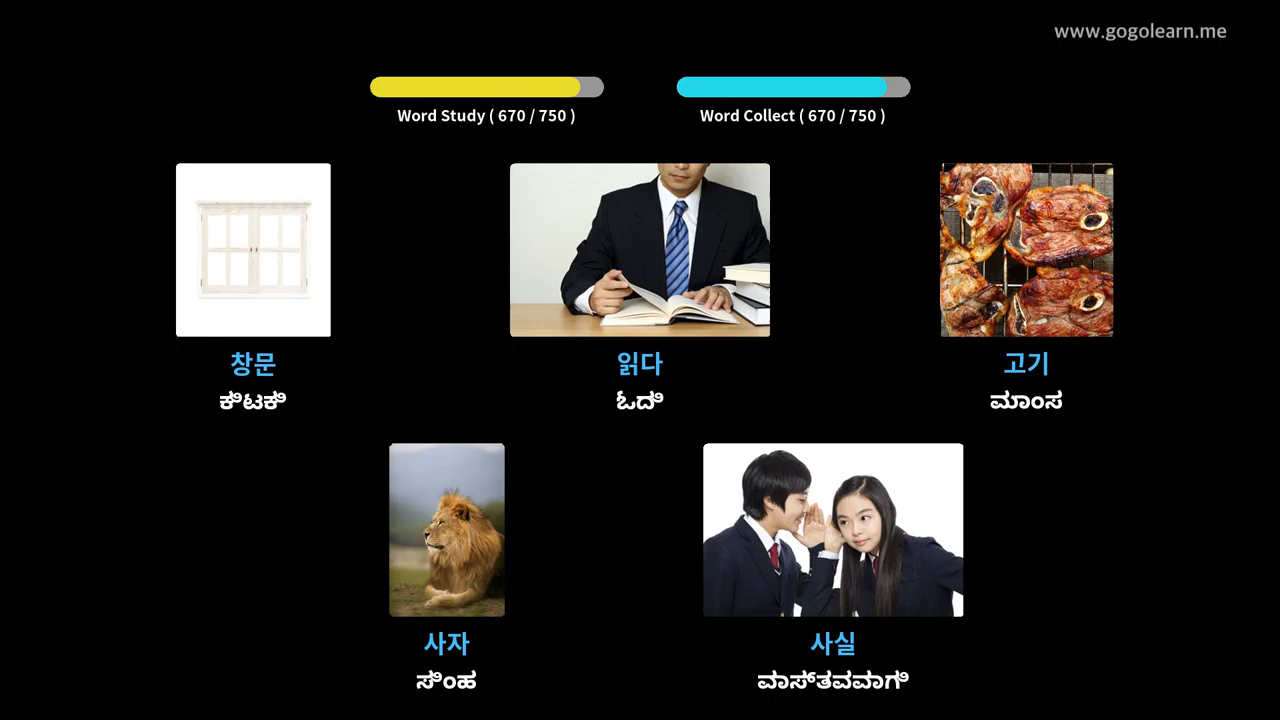 www.gogolearn.me
Word Study ( 670 / 750 )
Word Collect ( 670 / 750 )
창문
ಕಿಟಕಿ
읽다
ಓದಿ
고기
ಮಾಂಸ
사자
ಸಿಂಹ
사실
ವಾಸ್ತವವಾಗಿ